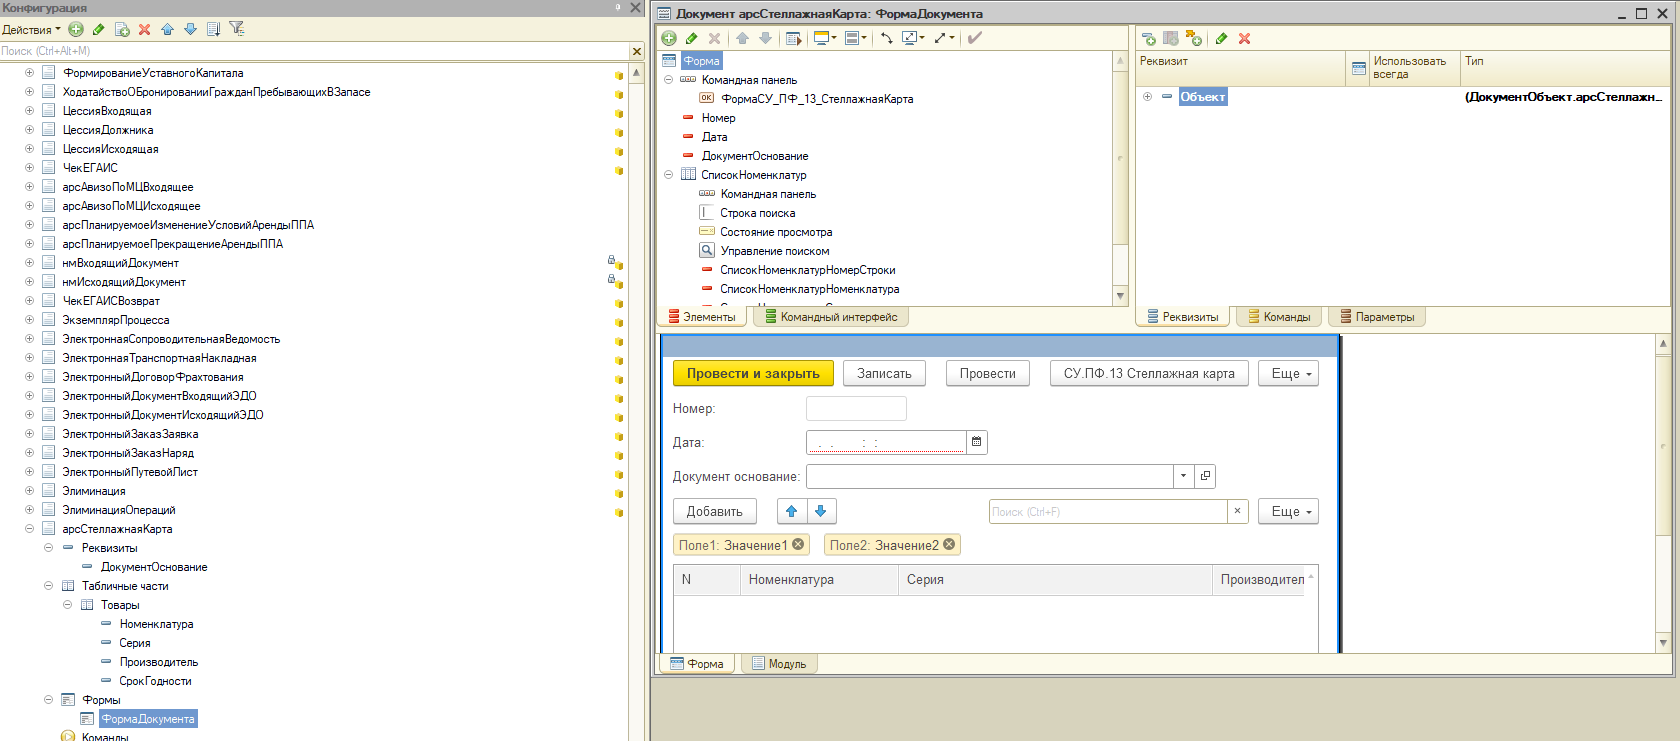 Конфигурация
Действия
Поиск (Ctrl+Alt+M)
ФормированиеУставногоКапитала
ХодатайствоОБронированииГражданПребывающихВЗапасе
ЦессияВходящая
ЦессияДолжника
ЦессияИсходящая
ЧекЕГАИС
арсАвизоПоМЦВходящее
арсАвизоПоМЦИсходящее
арсПланируемоеИзменениеУсловийАрендыППА
арсПланируемоеПрекращениеАрендыППА
нмВходящийДокумент
нмИсходящийДокумент
ЧекЕГАИСВозврат
ЭкземплярПроцесса
ЭлектроннаяСопроводительнаяВедомость
ЭлектроннаяТранспортнаяНакладная
ЭлектронныйДоговорФрахтования
ЭлектронныйДокументВходящийЭДО
ЭлектронныйДокументИсходящийЭДО
ЭлектронныйЗаказЗаявка
ЭлектронныйЗаказНаряд
ЭлектронныйПутевойЛист
Элиминация
ЭлиминацияОпераций
арсСтеллажнаяКарта
Реквизиты
ДокументОснование
Табличные части
Товары
Номенклатура
Серия
Производитель
СрокГодности
Формы
ФормаДокумента
Команды
Документ арсСтеллажнаяКарта: ФормаДокумента
Форма
Командная панель
OK ФормаСУ_ПФ_13_СтеллажнаяКарта
Номер
Дата
ДокументОснование
СписокНоменклатур
Командная панель
Строка поиска
Состояние просмотра
Управление поиском
СписокНоменклатурНомерСтроки
СписокНоменклатурНоменклатура
Элементы Командный интерфейс
Реквизит Использовать всегда Тип
Объект (ДокументОбъект.арсСтеллажн...
Реквизиты Команды Параметры
Провести и закрыть Записать Провести СУ.ПФ.13 Стеллажная карта Еще
Номер:
Дата: . . : :
Документ основание:
Добавить Поиск (Ctrl+F) × Еще
Поле1: Значение1 Поле2: Значение2
N Номенклатура Серия Производител
Форма Модуль